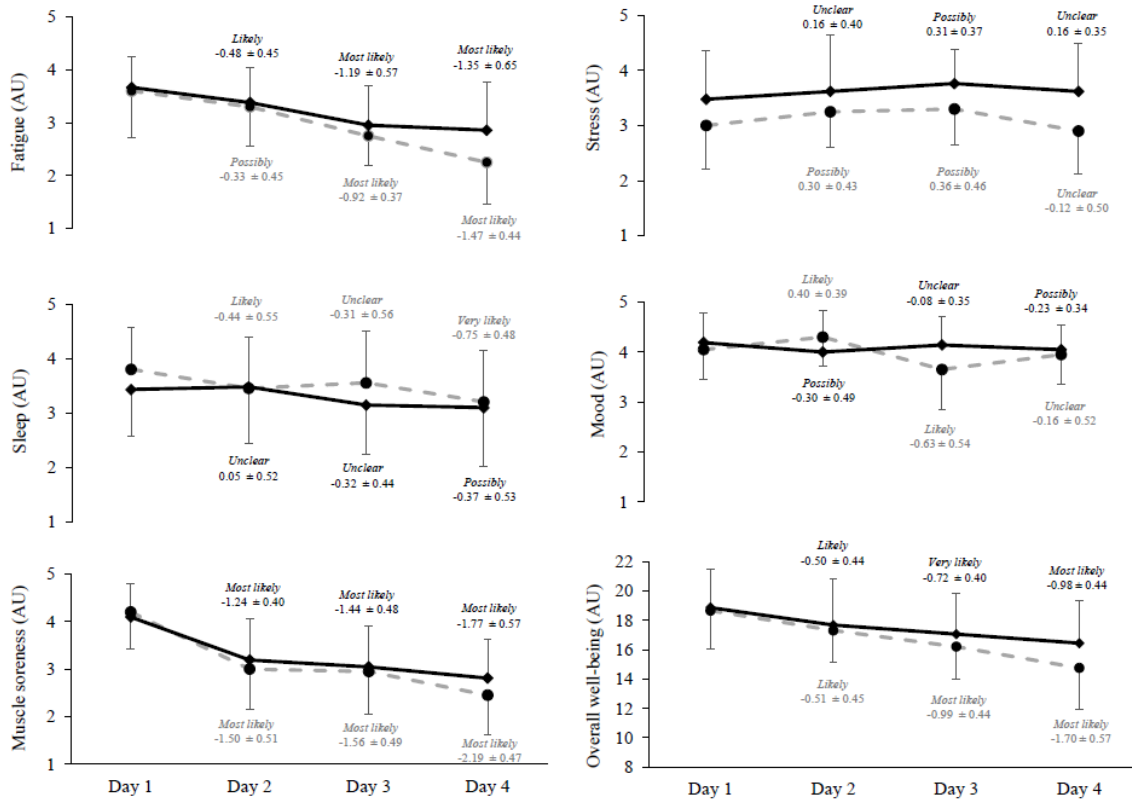 Fatigue (AU)
5
4
3
2
1
Likely
-0.48 ± 0.45
Most likely
-1.19 ± 0.57
Most likely
-1.35 ± 0.65
Possibly
-0.33 ± 0.45
Most likely
-0.92 ± 0.37
Most likely
-1.47 ± 0.44
Stress (AU)
5
4
3
2
1
Unclear
0.16 ± 0.40
Possibly
0.31 ± 0.37
Unclear
0.16 ± 0.35
Possibly
0.30 ± 0.43
Possibly
0.36 ± 0.46
Unclear
-0.12 ± 0.50
Sleep (AU)
5
4
3
2
1
Likely
-0.44 ± 0.55
Unclear
-0.31 ± 0.56
Very likely
-0.75 ± 0.48
Unclear
0.05 ± 0.52
Unclear
-0.32 ± 0.44
Possibly
-0.37 ± 0.53
Mood (AU)
5
4
3
2
1
Likely
0.40 ± 0.39
Unclear
-0.08 ± 0.35
Possibly
-0.23 ± 0.34
Possibly
-0.30 ± 0.49
Likely
-0.63 ± 0.54
Unclear
-0.16 ± 0.52
Muscle soreness (AU)
5
4
3
2
1
Most likely
-1.24 ± 0.40
Most likely
-1.44 ± 0.48
Most likely
-1.77 ± 0.57
Most likely
-1.50 ± 0.51
Most likely
-1.56 ± 0.49
Most likely
-2.19 ± 0.47
Day 1 Day 2 Day 3 Day 4
Overall well-being (AU)
22
20
18
16
14
12
10
8
Likely
-0.50 ± 0.44
Very likely
-0.72 ± 0.40
Most likely
-0.98 ± 0.44
Likely
-0.51 ± 0.45
Most likely
-0.99 ± 0.44
Most likely
-1.70 ± 0.57
Day 1 Day 2 Day 3 Day 4